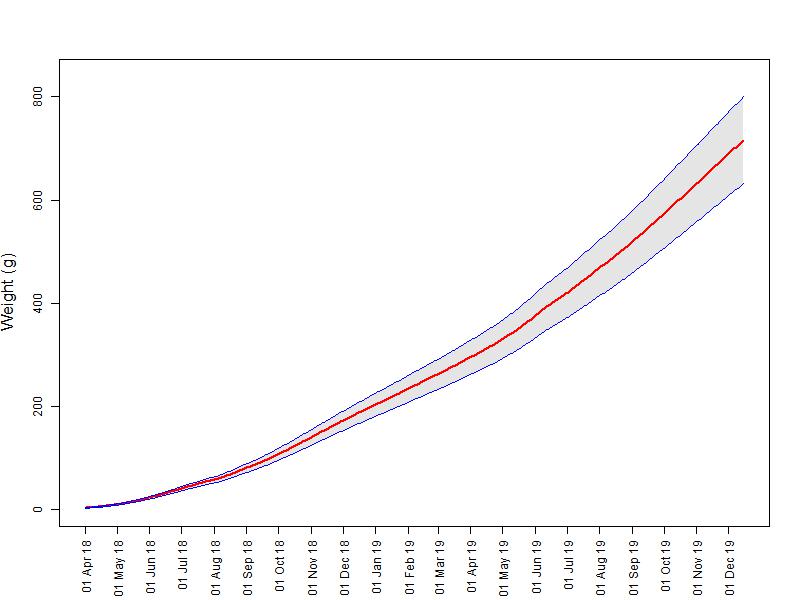 800
600
400
200
0
Weight (g)
01 Apr 18
01 May 18
01 Jun 18
01 Jul 18
01 Aug 18
01 Sep 18
01 Oct 18
01 Nov 18
01 Dec 18
01 Jan 19
01 Feb 19
01 Mar 19
01 Apr 19
01 May 19
01 Jun 19
01 Jul 19
01 Aug 19
01 Sep 19
01 Oct 19
01 Nov 19
01 Dec 19